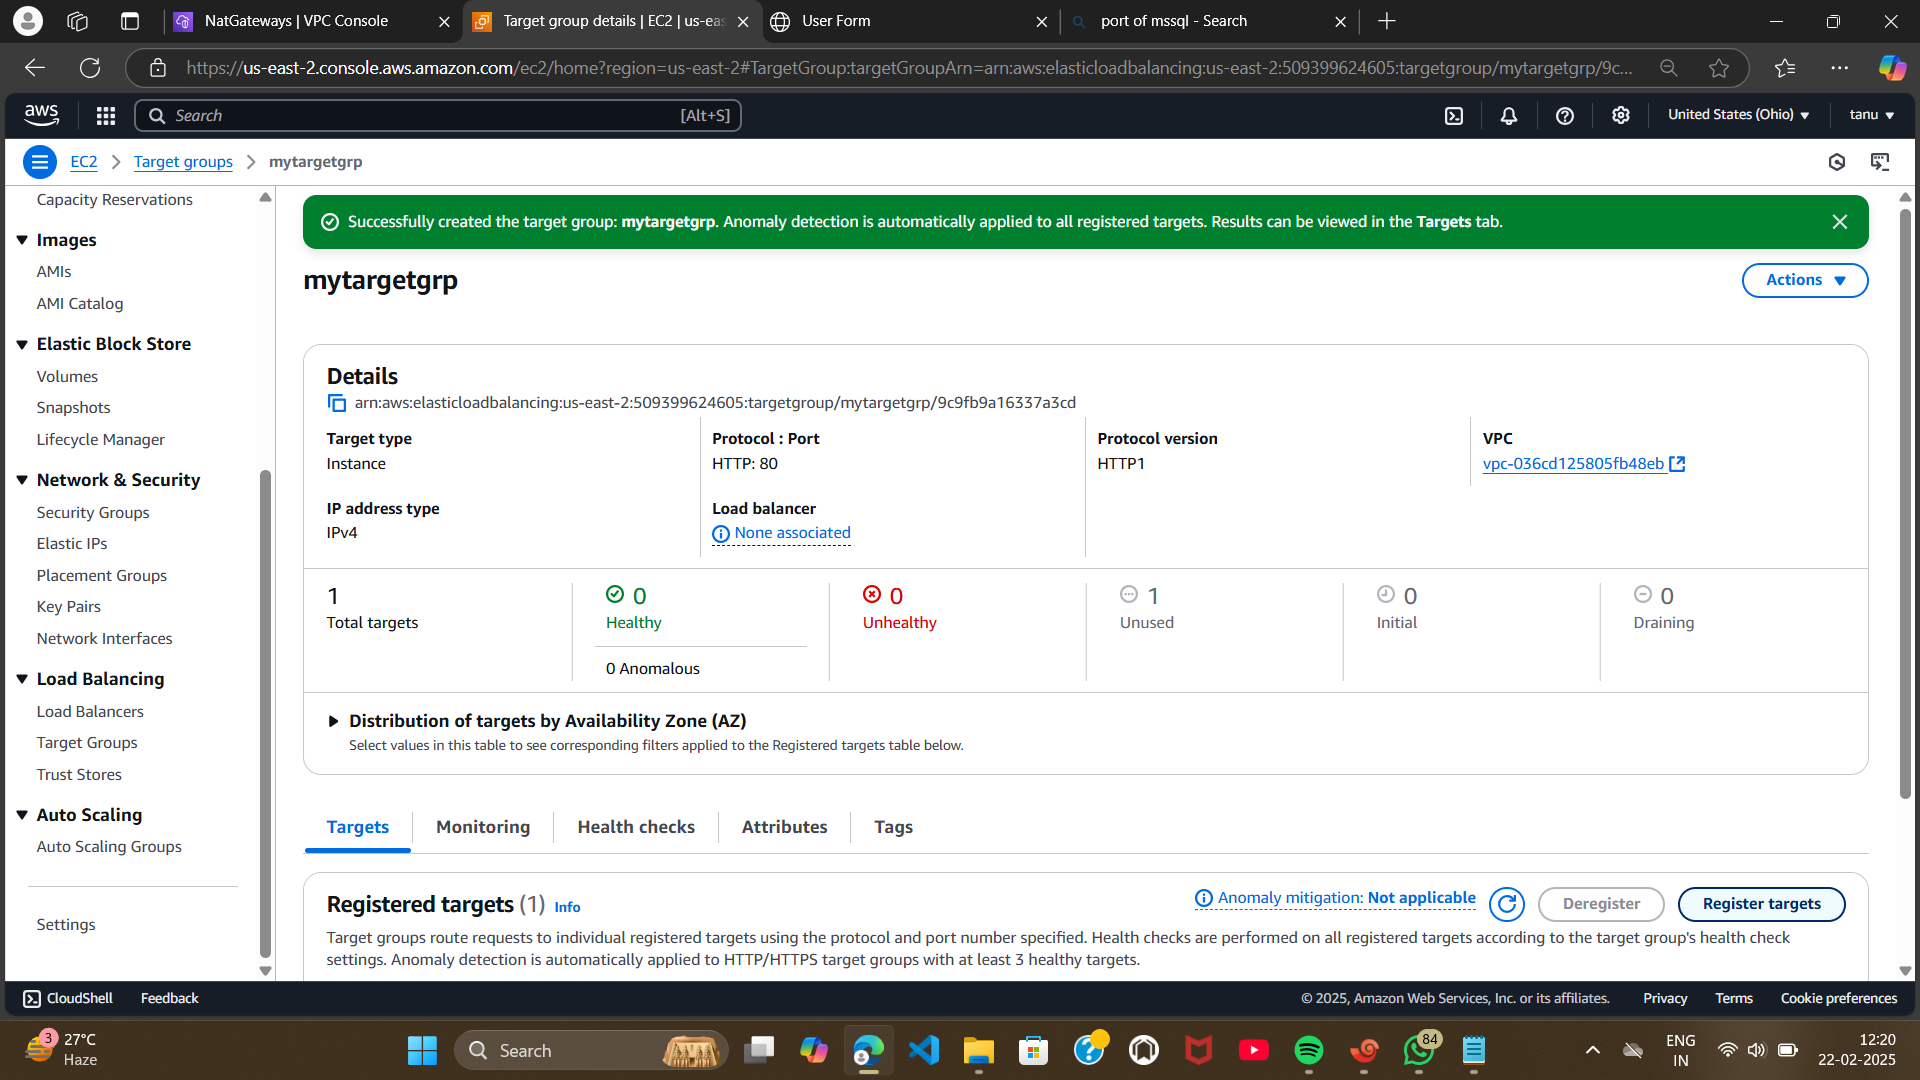 NatGateways | VPC Console
Target group details | EC2 | us-eas
User Form
port of mssql - Search
https://us-east-2.console.aws.amazon.com/ec2/home?region=us-east-2#TargetGroup:targetGroupArn=arn:aws:elasticloadbalancing:us-east-2:509399624605:targetgroup/mytargetgrp/9c...
aws
Search
[Alt+S]
United States (Ohio)
tanu
EC2
Target groups
mytargetgrp
Capacity Reservations
Images
AMIs
AMI Catalog
Elastic Block Store
Volumes
Snapshots
Lifecycle Manager
Network & Security
Security Groups
Elastic IPs
Placement Groups
Key Pairs
Network Interfaces
Load Balancing
Load Balancers
Target Groups
Trust Stores
Auto Scaling
Auto Scaling Groups
Settings
Successfully created the target group: mytargetgrp. Anomaly detection is automatically applied to all registered targets. Results can be viewed in the Targets tab.
mytargetgrp
Actions
Details
arn:aws:elasticloadbalancing:us-east-2:509399624605:targetgroup/mytargetgrp/9c9fb9a16337a3cd
Target type
Instance
Protocol : Port
HTTP: 80
Protocol version
HTTP1
VPC
vpc-036cd125805fb48eb
IP address type
IPv4
Load balancer
None associated
1
Total targets
0
Healthy
0 Anomalous
0
Unhealthy
1
Unused
0
Initial
0
Draining
Distribution of targets by Availability Zone (AZ)
Select values in this table to see corresponding filters applied to the Registered targets table below.
Targets
Monitoring
Health checks
Attributes
Tags
Registered targets (1) Info
Anomaly mitigation: Not applicable
Deregister
Register targets
Target groups route requests to individual registered targets using the protocol and port number specified. Health checks are performed on all registered targets according to the target group's health check
settings. Anomaly detection is automatically applied to HTTP/HTTPS target groups with at least 3 healthy targets.
CloudShell
Feedback
© 2025, Amazon Web Services, Inc. or its affiliates.
Privacy
Terms
Cookie preferences
3
27°C
Haze
Search
84
ENG
IN
12:20
22-02-2025